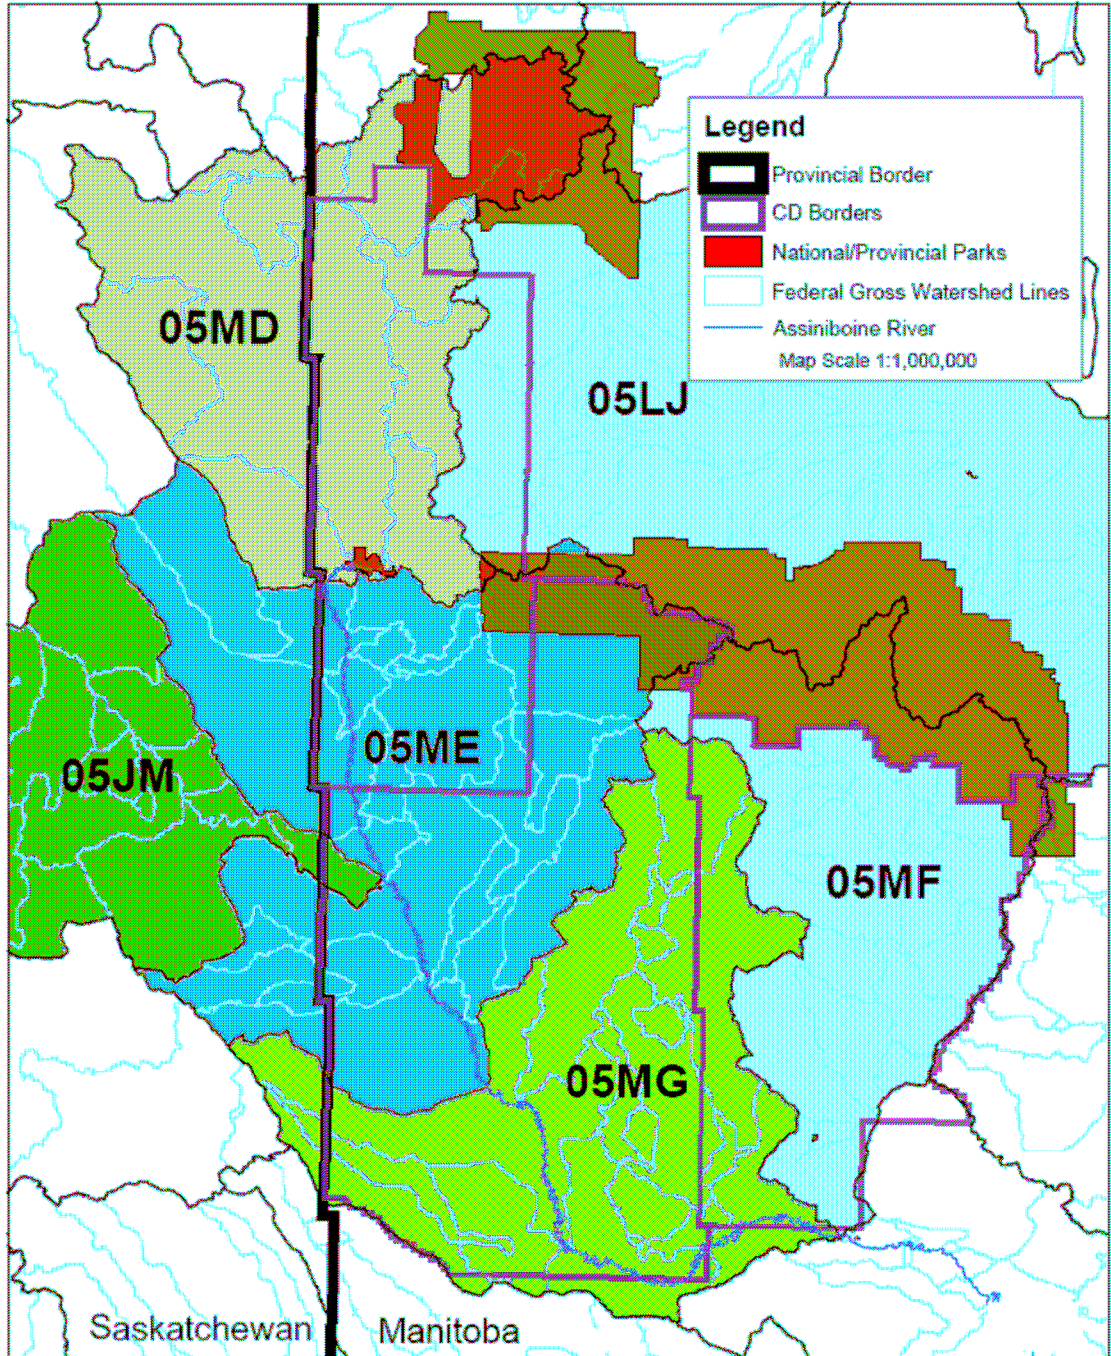 Legend
Provincial Border
CD Borders
National/Provincial Parks
Federal Gross Watershed Lines
Assiniboine River
Map Scale 1:1,000,000
05MD
05LJ
05ME
05JM
05MF
05MG
Saskatchewan
Manitoba